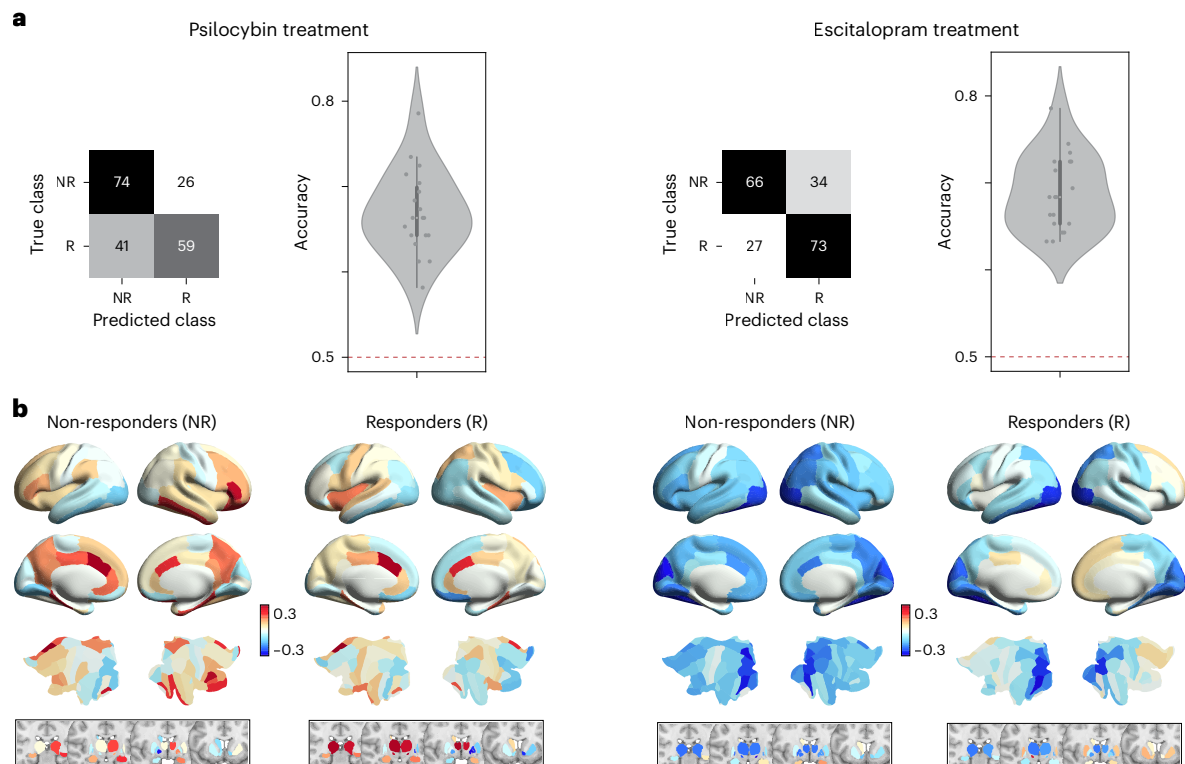 a
Psilocybin treatment
Escitalopram treatment
True class
NR
R
74
26
41
59
NR
R
Predicted class
Accuracy
0.8
0.5
True class
NR
R
66
34
27
73
NR
R
Predicted class
Accuracy
0.8
0.5
b
Non-responders (NR)
Responders (R)
Non-responders (NR)
Responders (R)
0.3
−0.3
0.3
−0.3